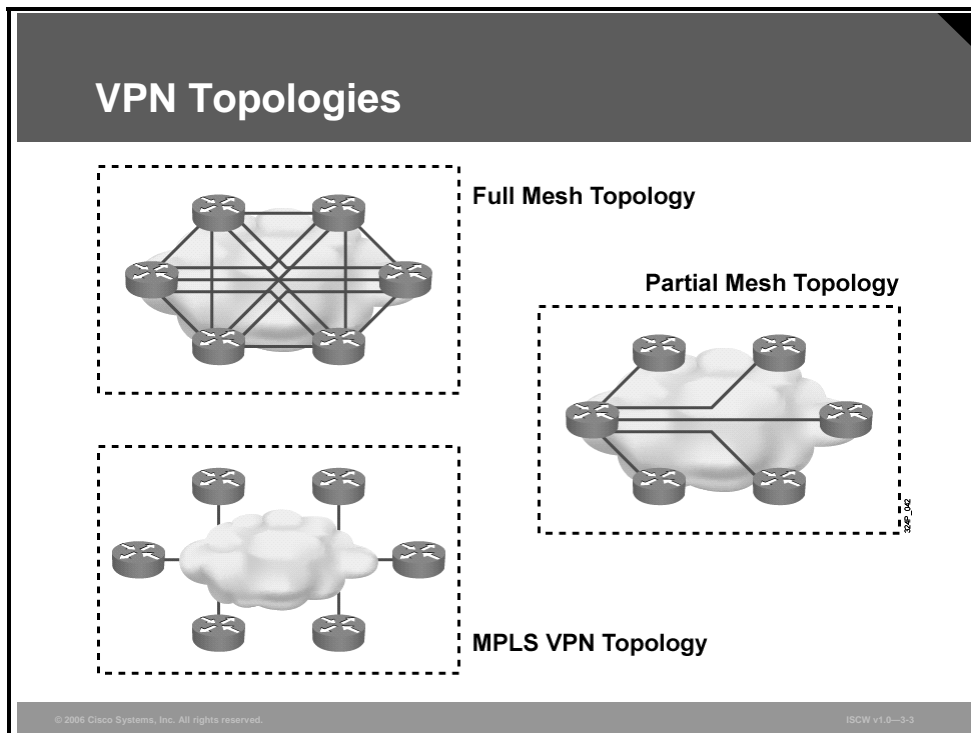 VPN Topologies
Full Mesh Topology
Partial Mesh Topology
324P_042
MPLS VPN Topology
© 2006 Cisco Systems, Inc. All rights reserved.
ISCW v1.0—3-3